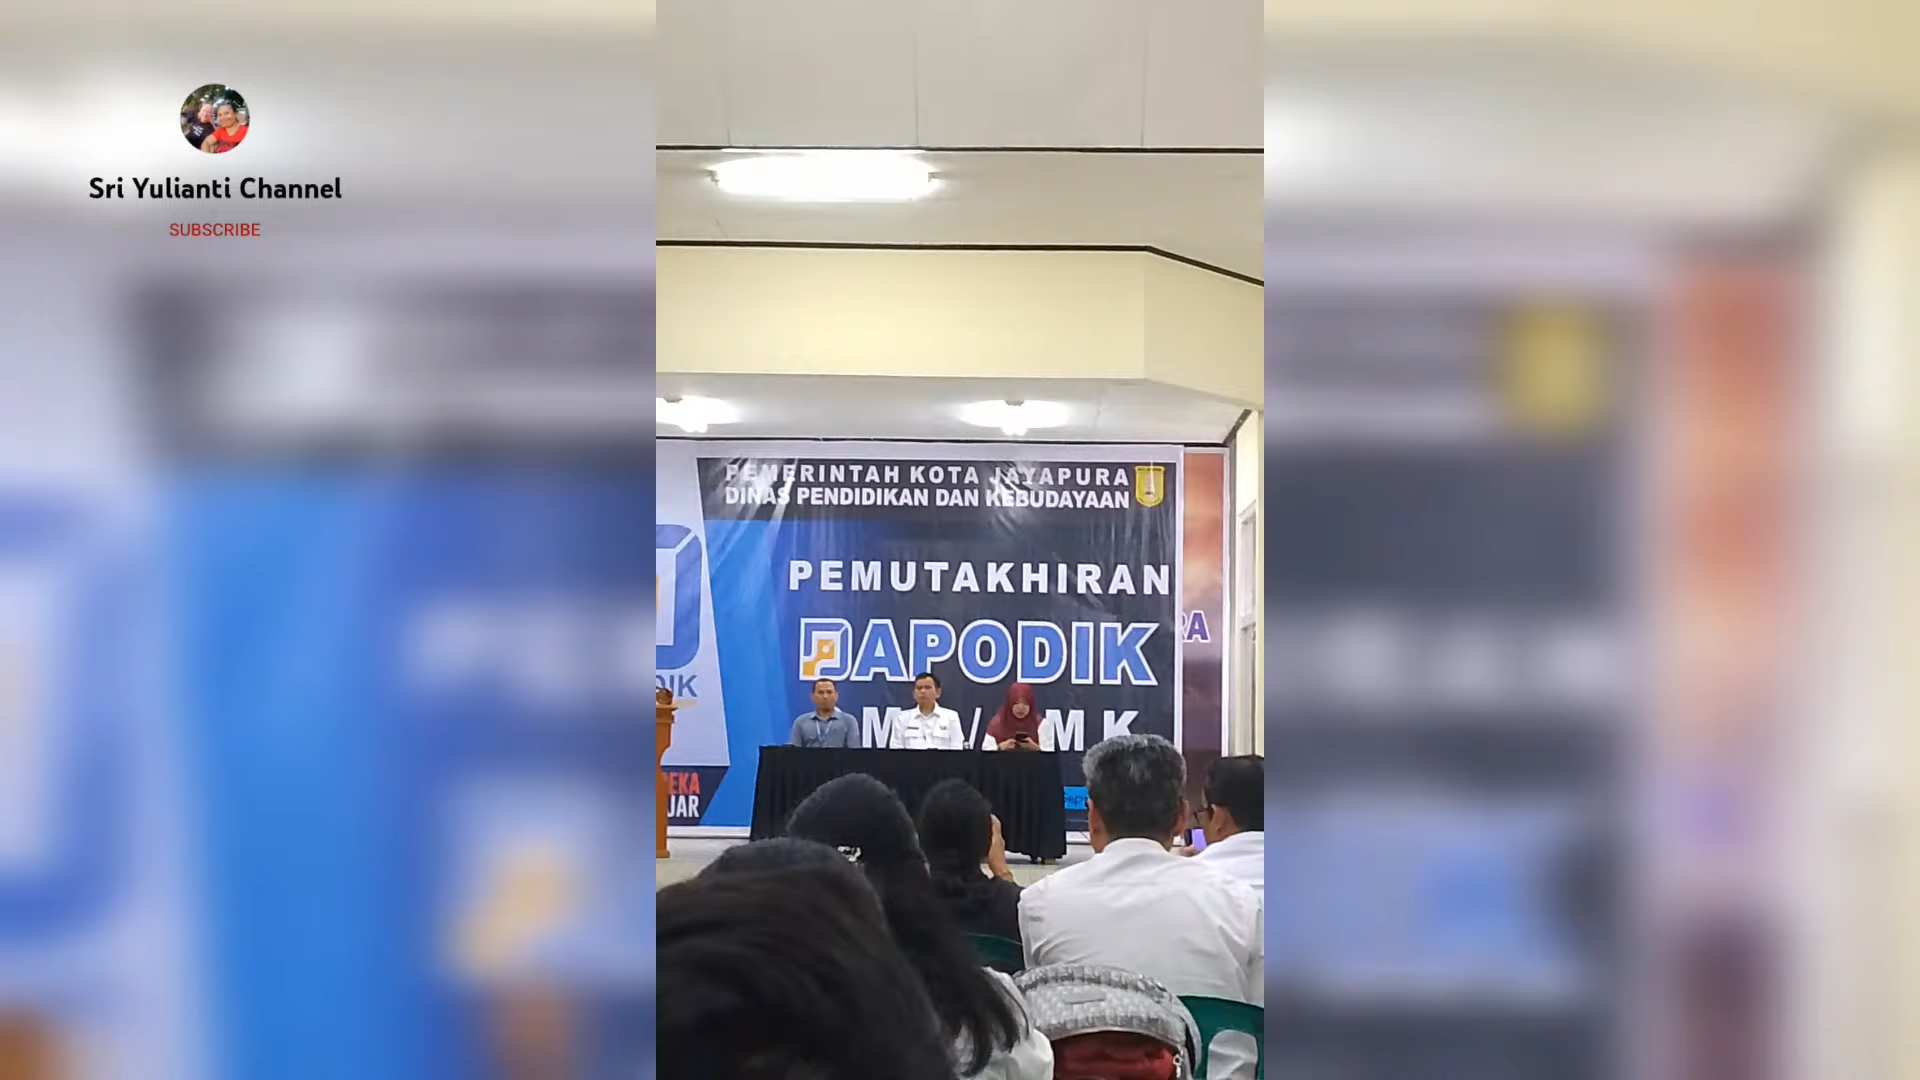 Sri Yulianti Channel
SUBSCRIBE
PEMERINTAH KOTA JAYAPURA
DINAS PENDIDIKAN DAN KEBUDAYAAN
PEMUTAKHIRAN
DAPODIK